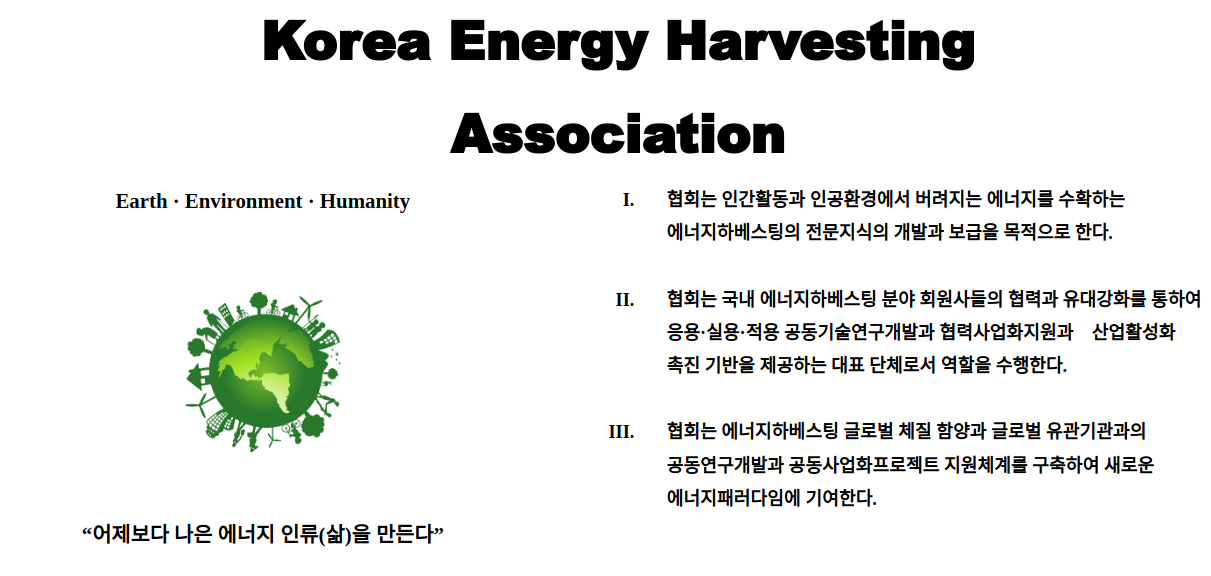 Korea Energy Harvesting
Association
Earth · Environment · Humanity
“어제보다 나은 에너지 인류(삶)을 만든다”
I. 협회는 인간활동과 인공환경에서 버려지는 에너지를 수확하는
에너지하베스팅의 전문지식의 개발과 보급을 목적으로 한다.
II. 협회는 국내 에너지하베스팅 분야 회원사들의 협력과 유대강화를 통하여
응용·실용·적용 공동기술연구개발과 협력사업화지원과 산업활성화
촉진 기반을 제공하는 대표 단체로서 역할을 수행한다.
III. 협회는 에너지하베스팅 글로벌 체질 함양과 글로벌 유관기관과의
공동연구개발과 공동사업화프로젝트 지원체계를 구축하여 새로운
에너지패러다임에 기여한다.